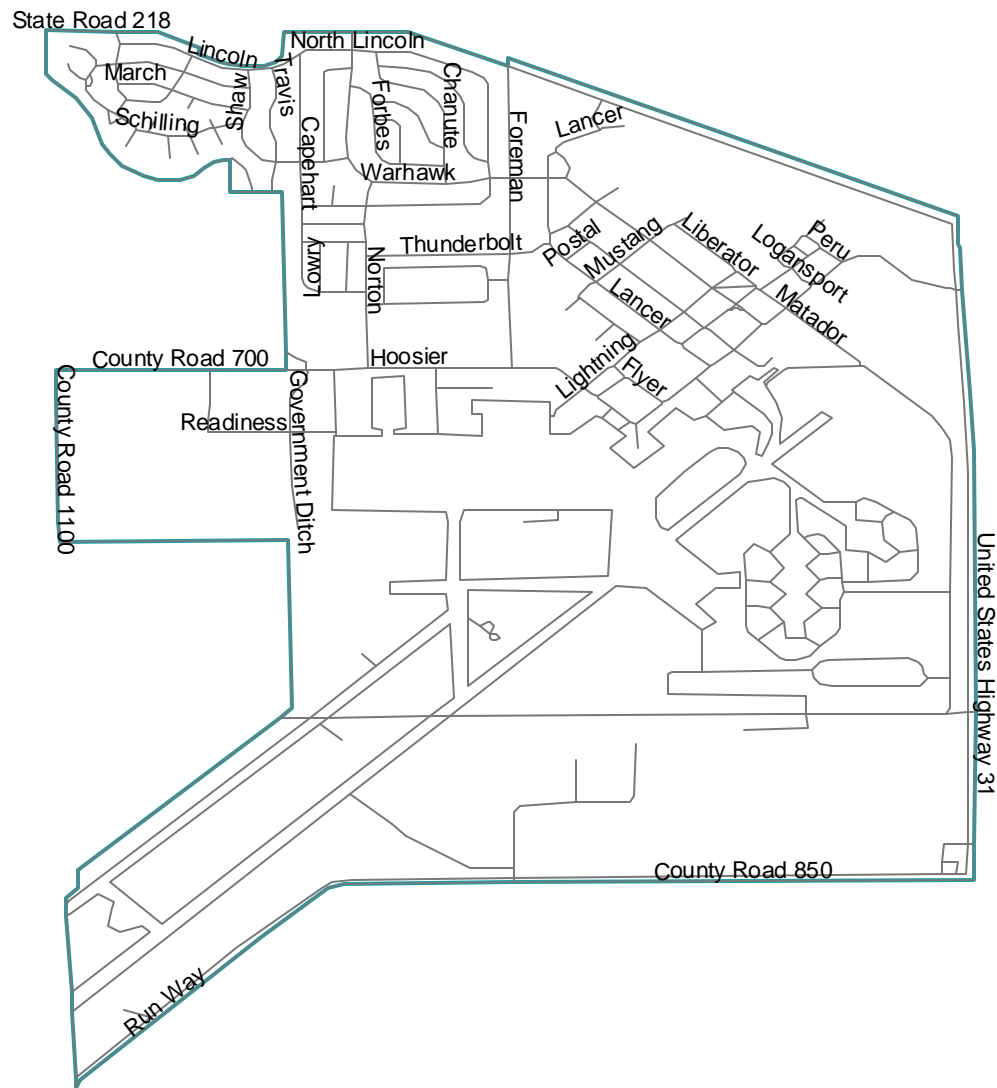 State Road 218
North Lincoln
Lincoln
March
Shaw
Travis
Schilling
Capehart
Forbes
Chanute
Foreman
Lancer
Warhawk
Lowry
Norton
Thunderbolt
Postal
Mustang
Liberator
Logansport
Peru
Lancer
Matador
County Road 700
Hoosier
Lightning
Flyer
County Road 1100
Readiness
Government Ditch
United States Highway 31
County Road 850
Run Way